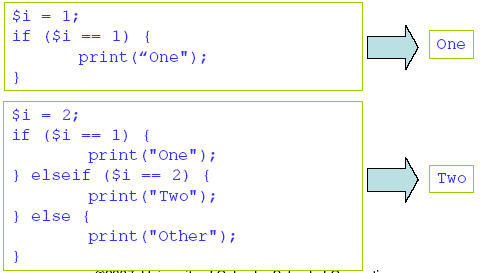 $i = 1;
if ($i == 1) {
print(“One");
}
One
$i = 2;
if ($i == 1) {
print("One");
} elseif ($i == 2) {
print("Two");
} else {
print("Other");
}
Two